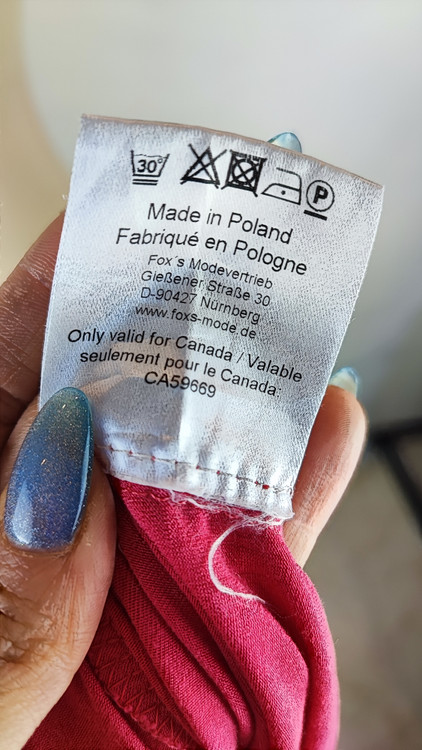 30°
P
Made in Poland
Fabriqué en Pologne
Fox´s Modevertrieb
Gießener Straße 30
D-90427 Nürnberg
www.foxs-mode.de
Only valid for Canada / Valable
seulement pour le Canada:
CA59669